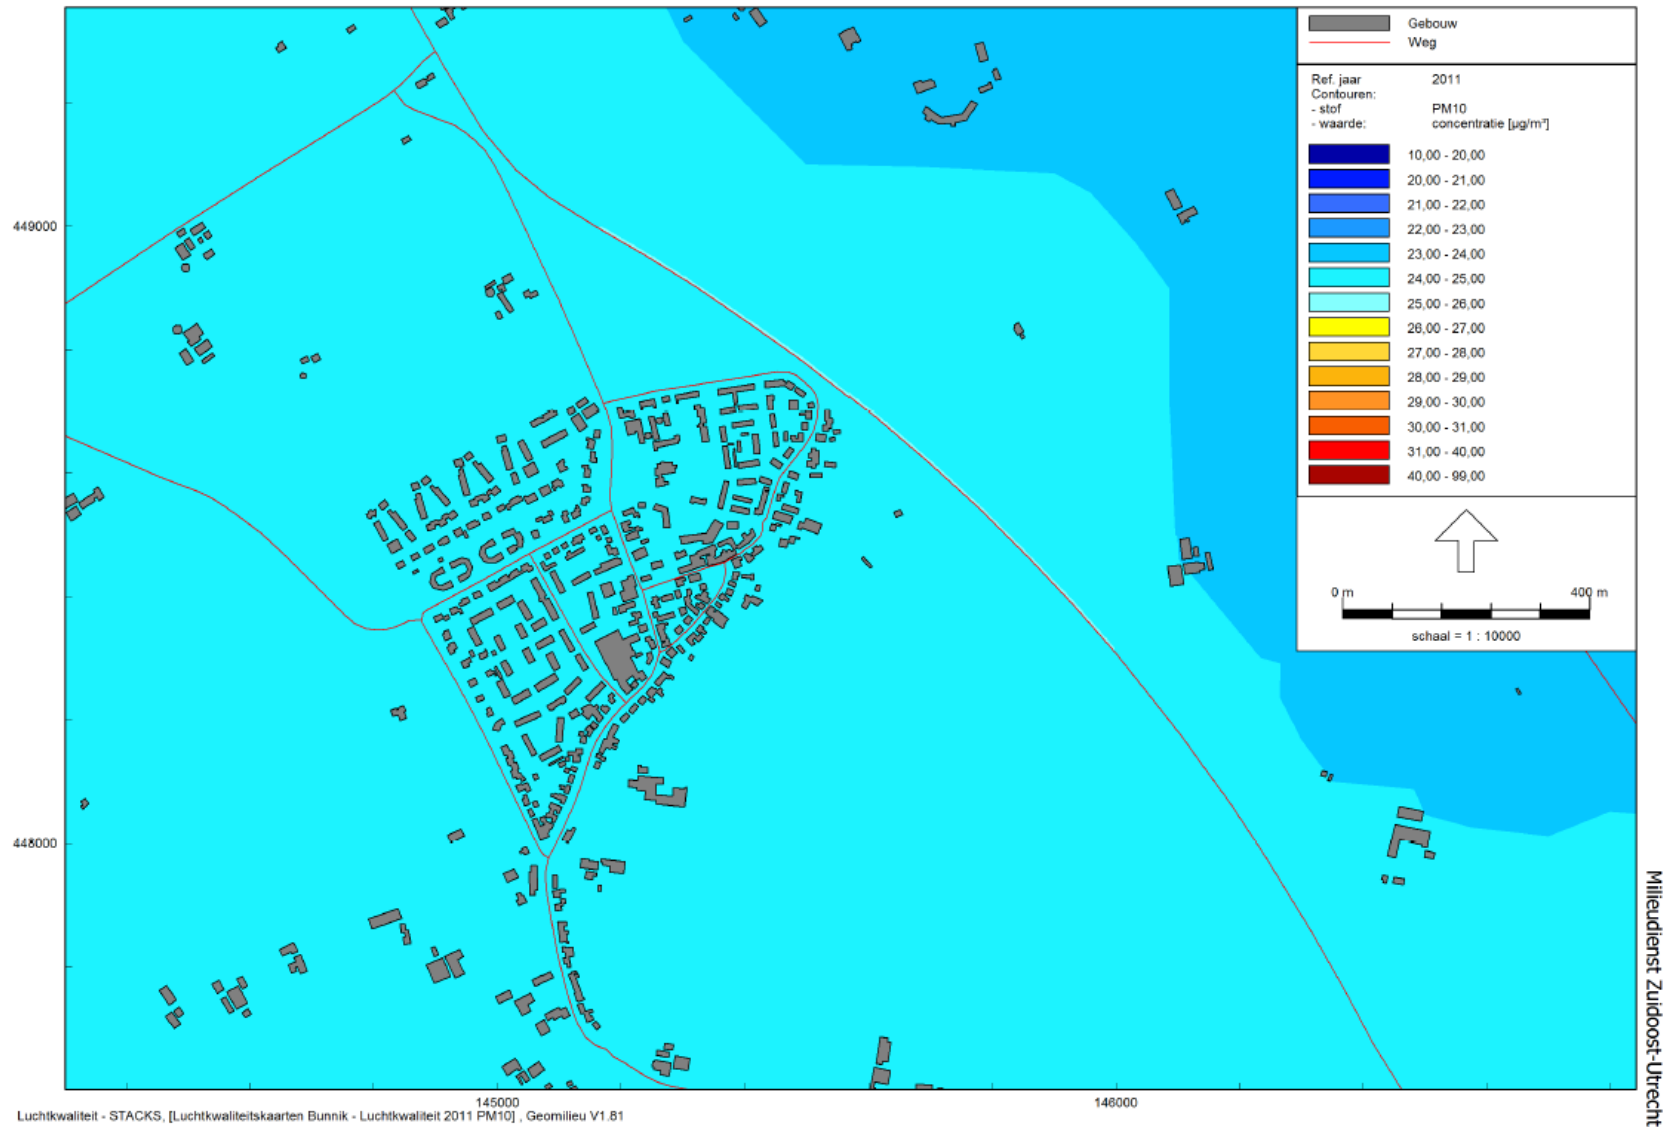 Gebouw
Weg
Ref. jaar 2011
Contouren:
- stof PM10
- waarde: concentratie [µg/m³]
10,00 - 20,00
20,00 - 21,00
21,00 - 22,00
22,00 - 23,00
23,00 - 24,00
24,00 - 25,00
25,00 - 26,00
26,00 - 27,00
27,00 - 28,00
28,00 - 29,00
29,00 - 30,00
30,00 - 31,00
31,00 - 40,00
40,00 - 99,00
0 m 400 m
schaal = 1 : 10000
449000
448000
145000 146000
Luchtkwaliteit - STACKS, [Luchtkwaliteitskaarten Bunnik - Luchtkwaliteit 2011 PM10] , Geomilieu V1.81
Milieudienst Zuidoost-Utrecht